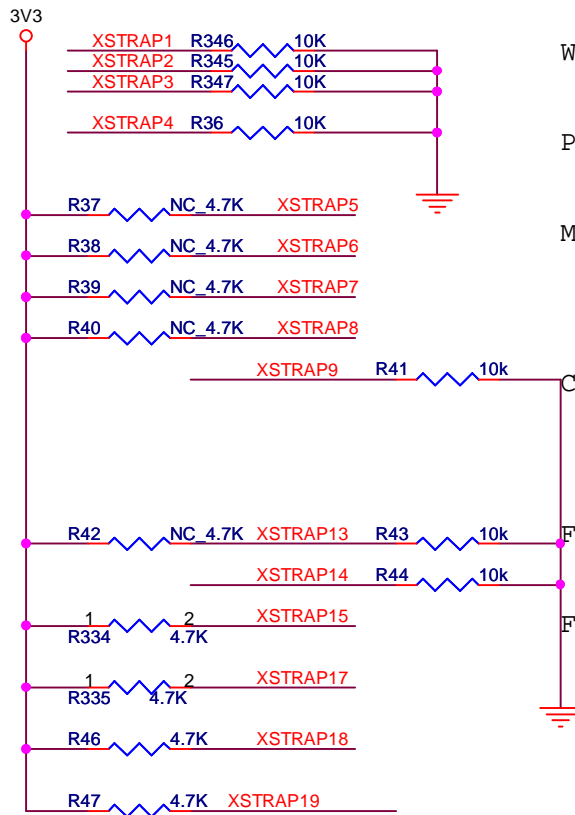 3V3
XSTRAP1 R346 10K
W
XSTRAP2 R345 10K
XSTRAP3 R347 10K
XSTRAP4 R36 10K
P
R37 NC_4.7K XSTRAP5
M
R38 NC_4.7K XSTRAP6
R39 NC_4.7K XSTRAP7
R40 NC_4.7K XSTRAP8
XSTRAP9 R41 10k
C
R42 NC_4.7K XSTRAP13 R43 10k
F
XSTRAP14 R44 10k
1 2 XSTRAP15
R334 4.7K
F
1 2 XSTRAP17
R335 4.7K
R46 4.7K XSTRAP18
R47 4.7K XSTRAP19